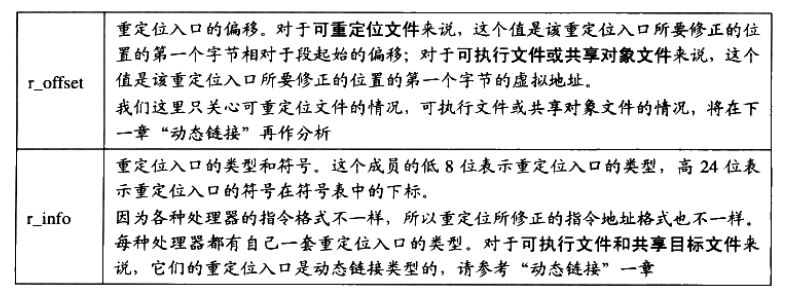 r_offset
重定位入口的偏移。对于可重定位文件来说，这个值是该重定位入口所要修正的位
置的第一个字节相对于段起始的偏移；对于可执行文件或共享对象文件来说，这个
值是该重定位入口所要修正的位置的第一个字节的虚拟地址。
我们这里只关心可重定位文件的情况，可执行文件或共享对象文件的情况，将在下
一章“动态链接”再作分析
r_info
重定位入口的类型和符号。这个成员的低 8 位表示重定位入口的类型，高 24 位表
示重定位入口的符号在符号表中的下标。
因为各种处理器的指令格式不一样，所以重定位所修正的指令地址格式也不一样。
每种处理器都有自己一套重定位入口的类型。对于可执行文件和共享目标文件来
说，它们的重定位入口是动态链接类型的，请参考“动态链接”一章